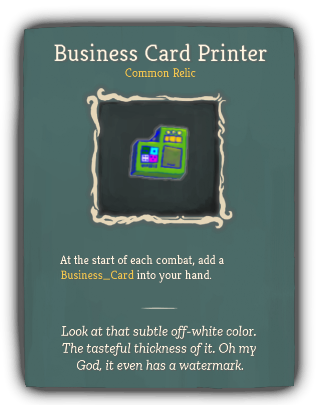 Business Card Printer
Common Relic
At the start of each combat, add a
Business_Card into your hand.
Look at that subtle off-white color.
The tasteful thickness of it. Oh my
God, it even has a watermark.